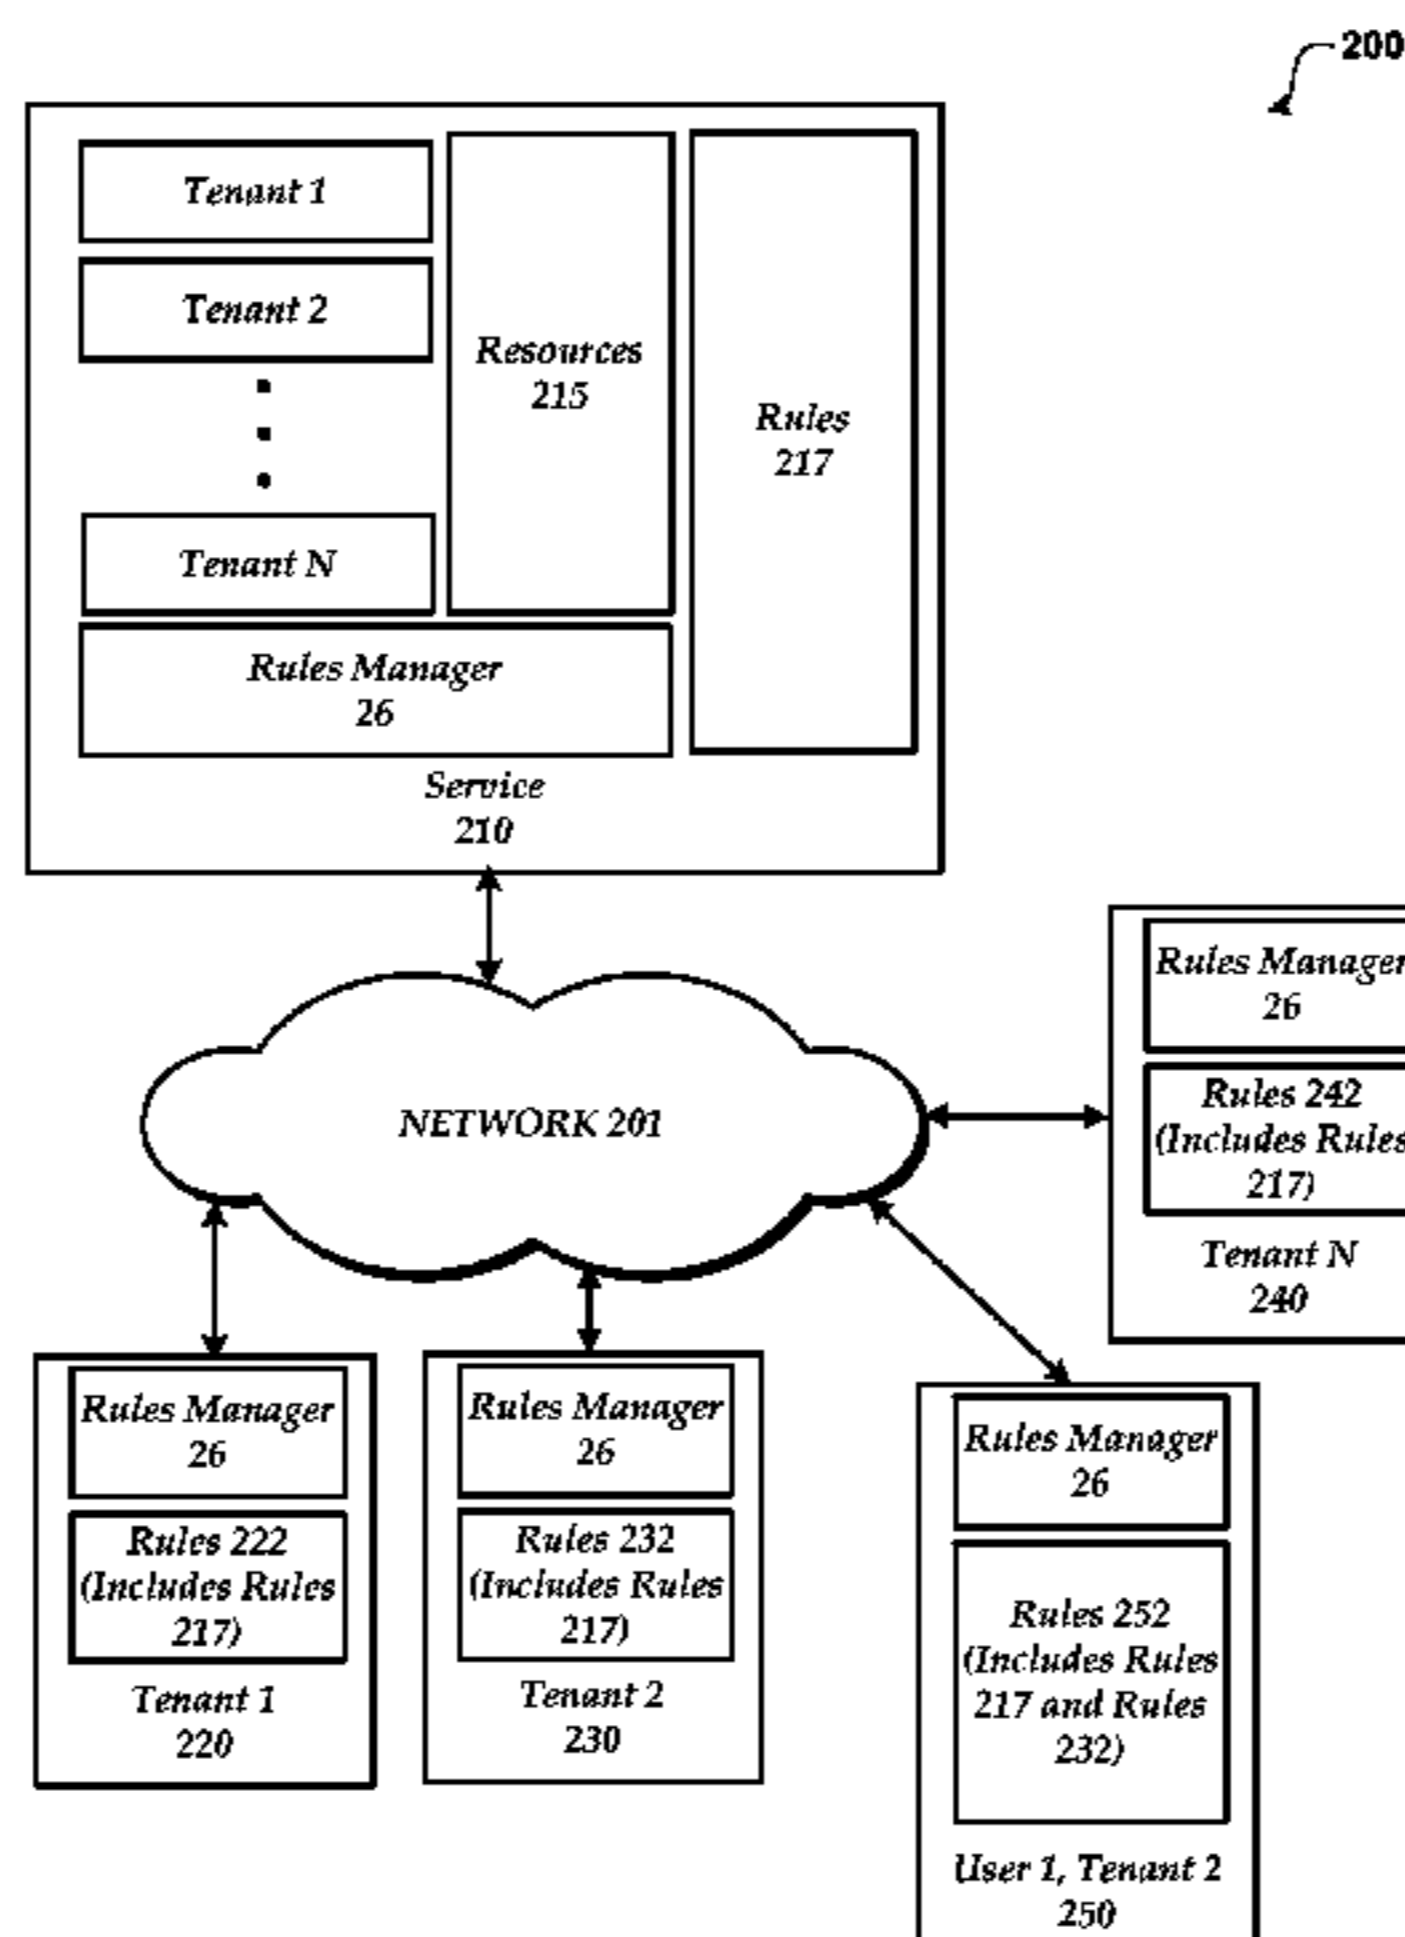 200
Tenant 1
Tenant 2
Resources
215
Rules
217
Tenant N
Rules Manager
26
Service
210
NETWORK 201
Rules Manager
26
Rules 242
(Includes Rules
217)
Tenant N
240
Rules Manager
26
Rules 222
(Includes Rules
217)
Tenant 1
220
Rules Manager
26
Rules 232
(Includes Rules
217)
Tenant 2
230
Rules Manager
26
Rules 252
(Includes Rules
217 and Rules
232)
User 1, Tenant 2
250